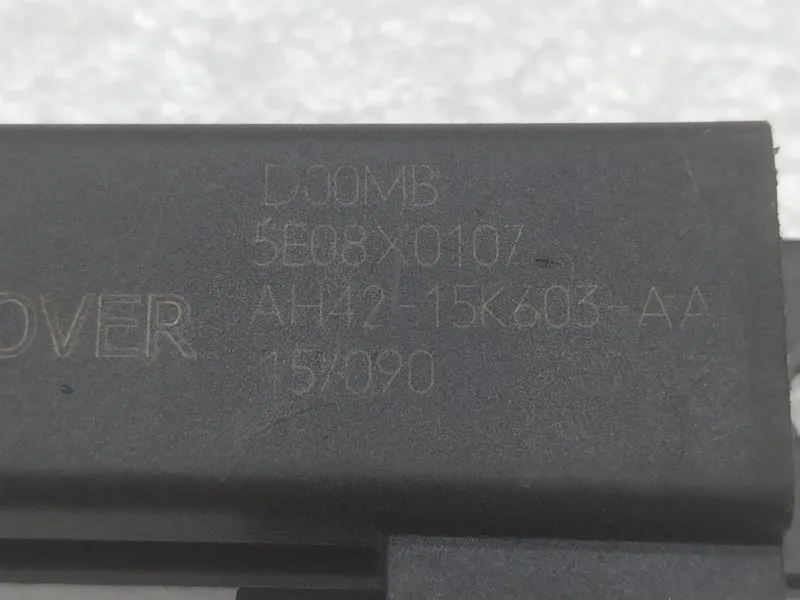 D00MB
5E08X0107
OVER
AH42-15K603-AA
15/090